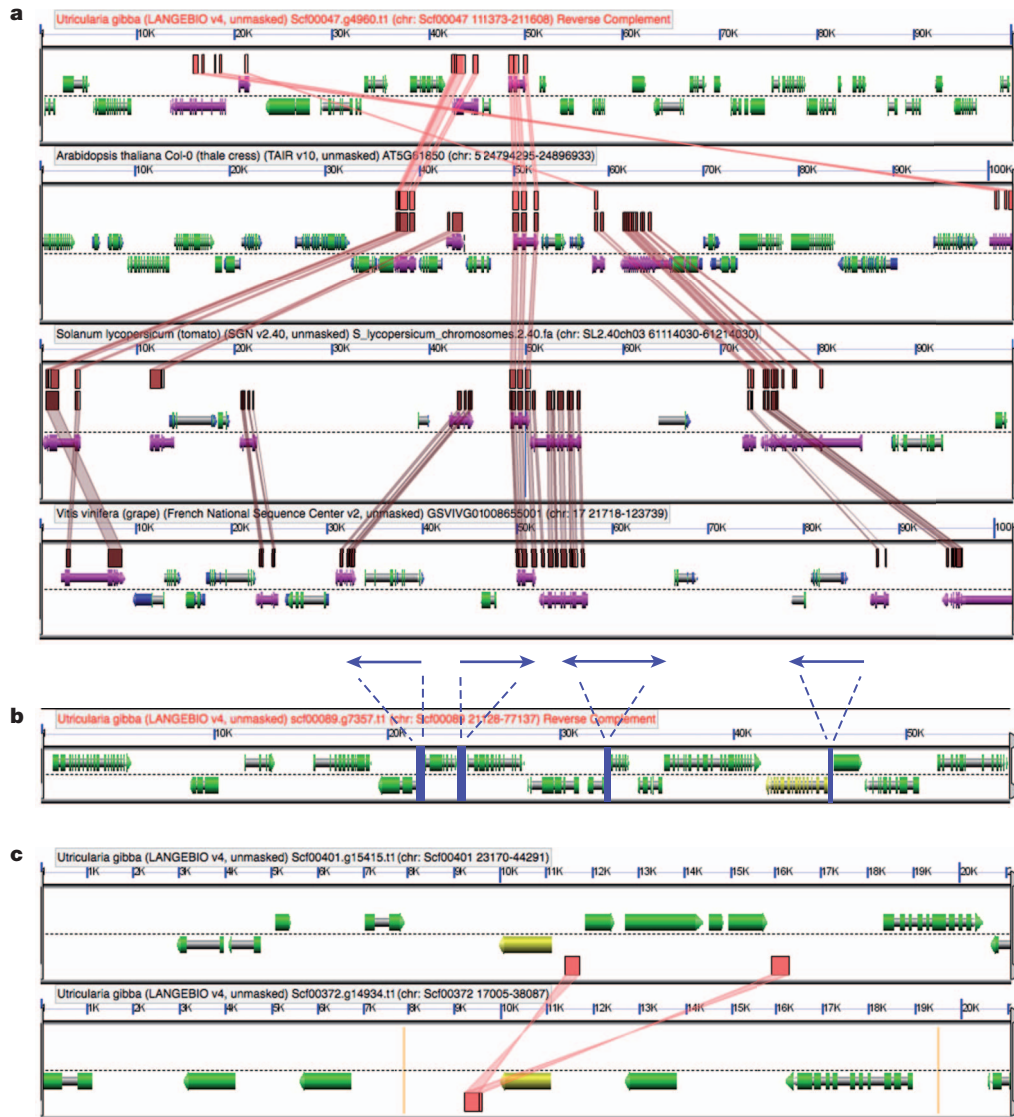 a
Utricularia gibba (LANGEBIO v4, unmasked) Scf00047.g4960.t1 (chr: Scf00047 111373-211608) Reverse Complement
10K 20K 30K 40K 50K 60K 70K 80K 90K
Arabidopsis thaliana Col-0 (thale cress) (TAIR v10, unmasked) AT5G61850 (chr: 5 24794295-24896933)
10K 20K 30K 40K 50K 60K 70K 80K 90K 100K
Solanum lycopersicum (tomato) (SGN v2.40, unmasked) S_lycopersicum_chromosomes.2.40.fa (chr: SL2.40ch03 61114030-61214030)
10K 20K 30K 40K 50K 60K 70K 80K 90K
Vitis vinifera (grape) (French National Sequence Center v2, unmasked) GSVIVG01008655001 (chr: 17 21718-123739)
10K 20K 30K 40K 50K 60K 70K 80K 90K 100K
b
Utricularia gibba (LANGEBIO v4, unmasked) scf00089.g7357.t1 (chr: Scf00089 21128-77137) Reverse Complement
10K 20K 30K 40K 50K
c
Utricularia gibba (LANGEBIO v4, unmasked) Scf00401.g15415.t1 (chr: Scf00401 23170-44291)
1K 2K 3K 4K 5K 6K 7K 8K 9K 10K 11K 12K 13K 14K 15K 16K 17K 18K 19K 20K
Utricularia gibba (LANGEBIO v4, unmasked) Scf00372.g14934.t1 (chr: Scf00372 17005-38087)
1K 2K 3K 4K 5K 6K 7K 8K 9K 10K 11K 12K 13K 14K 15K 16K 17K 18K 19K 20K